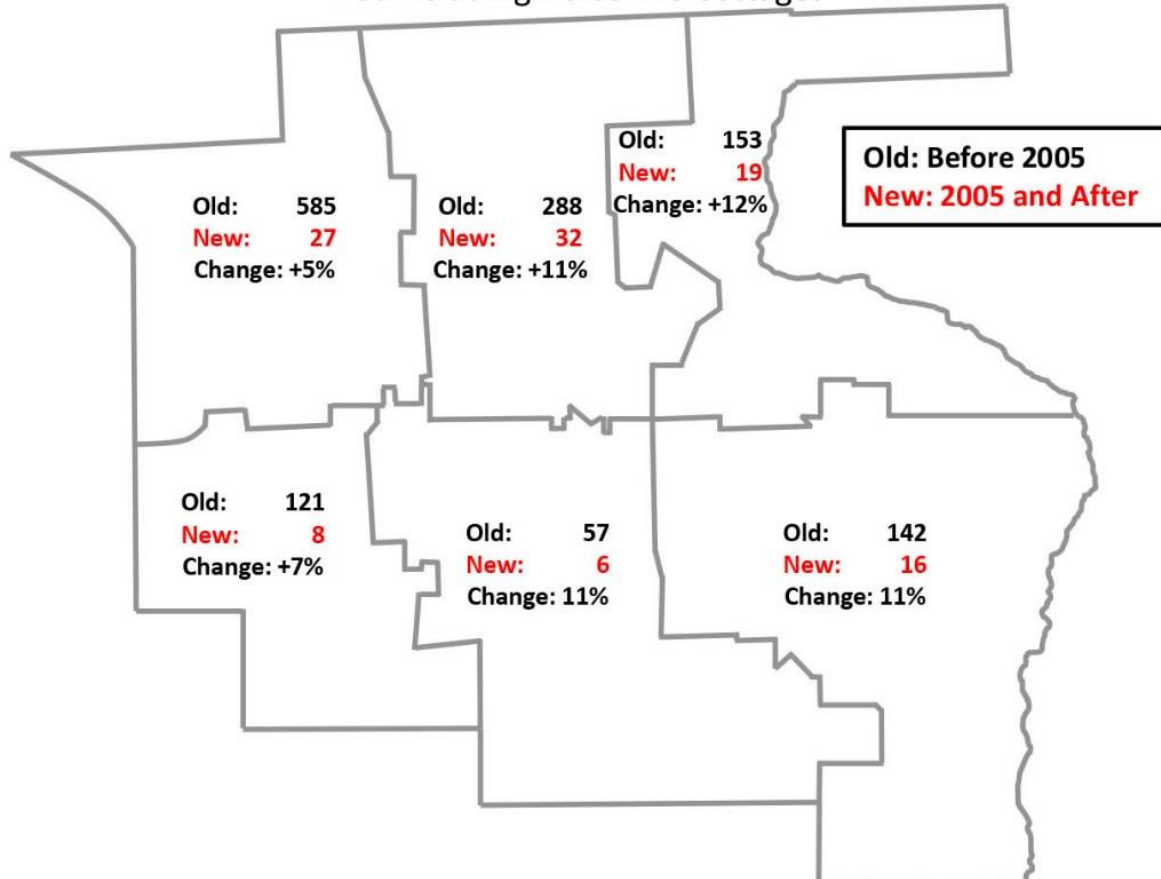 Old: 153
New: 19
Change: +12%
Old: Before 2005
New: 2005 and After
Old: 585
New: 27
Change: +5%
Old: 288
New: 32
Change: +11%
Old: 121
New: 8
Change: +7%
Old: 57
New: 6
Change: 11%
Old: 142
New: 16
Change: 11%